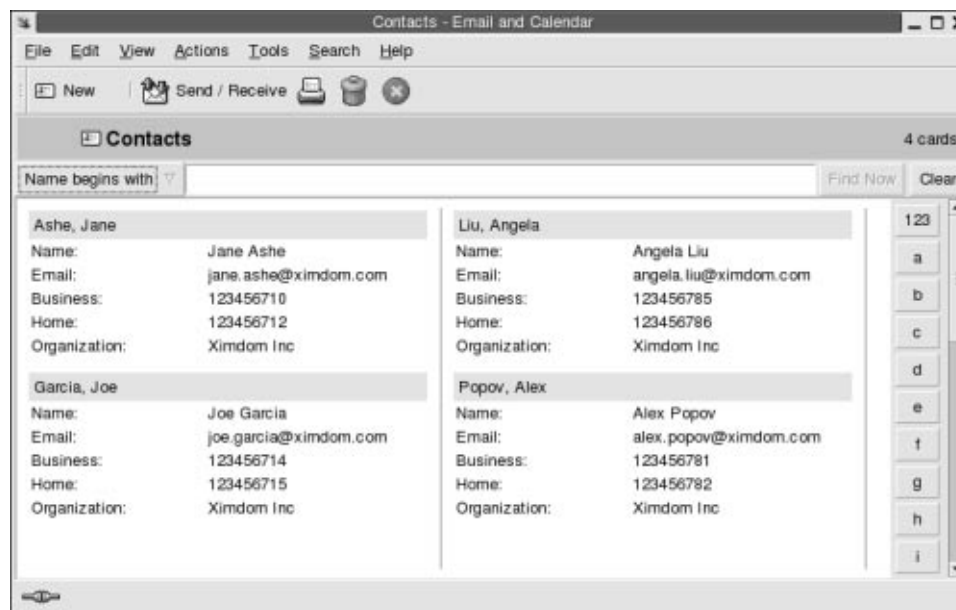 Contacts - Email and Calendar
File Edit View Actions Tools Search Help
New Send / Receive
Contacts 4 cards
Name begins with Find Now Clear
Ashe, Jane
Name: Jane Ashe
Email: jane.ashe@ximdom.com
Business: 123456710
Home: 123456712
Organization: Ximdom Inc
Garcia, Joe
Name: Joe Garcia
Email: joe.garcia@ximdom.com
Business: 123456714
Home: 123456715
Organization: Ximdom Inc
Liu, Angela
Name: Angela Liu
Email: angela.liu@ximdom.com
Business: 123456785
Home: 123456786
Organization: Ximdom Inc
Popov, Alex
Name: Alex Popov
Email: alex.popov@ximdom.com
Business: 123456781
Home: 123456782
Organization: Ximdom Inc
123
a
b
c
d
e
f
g
h
i